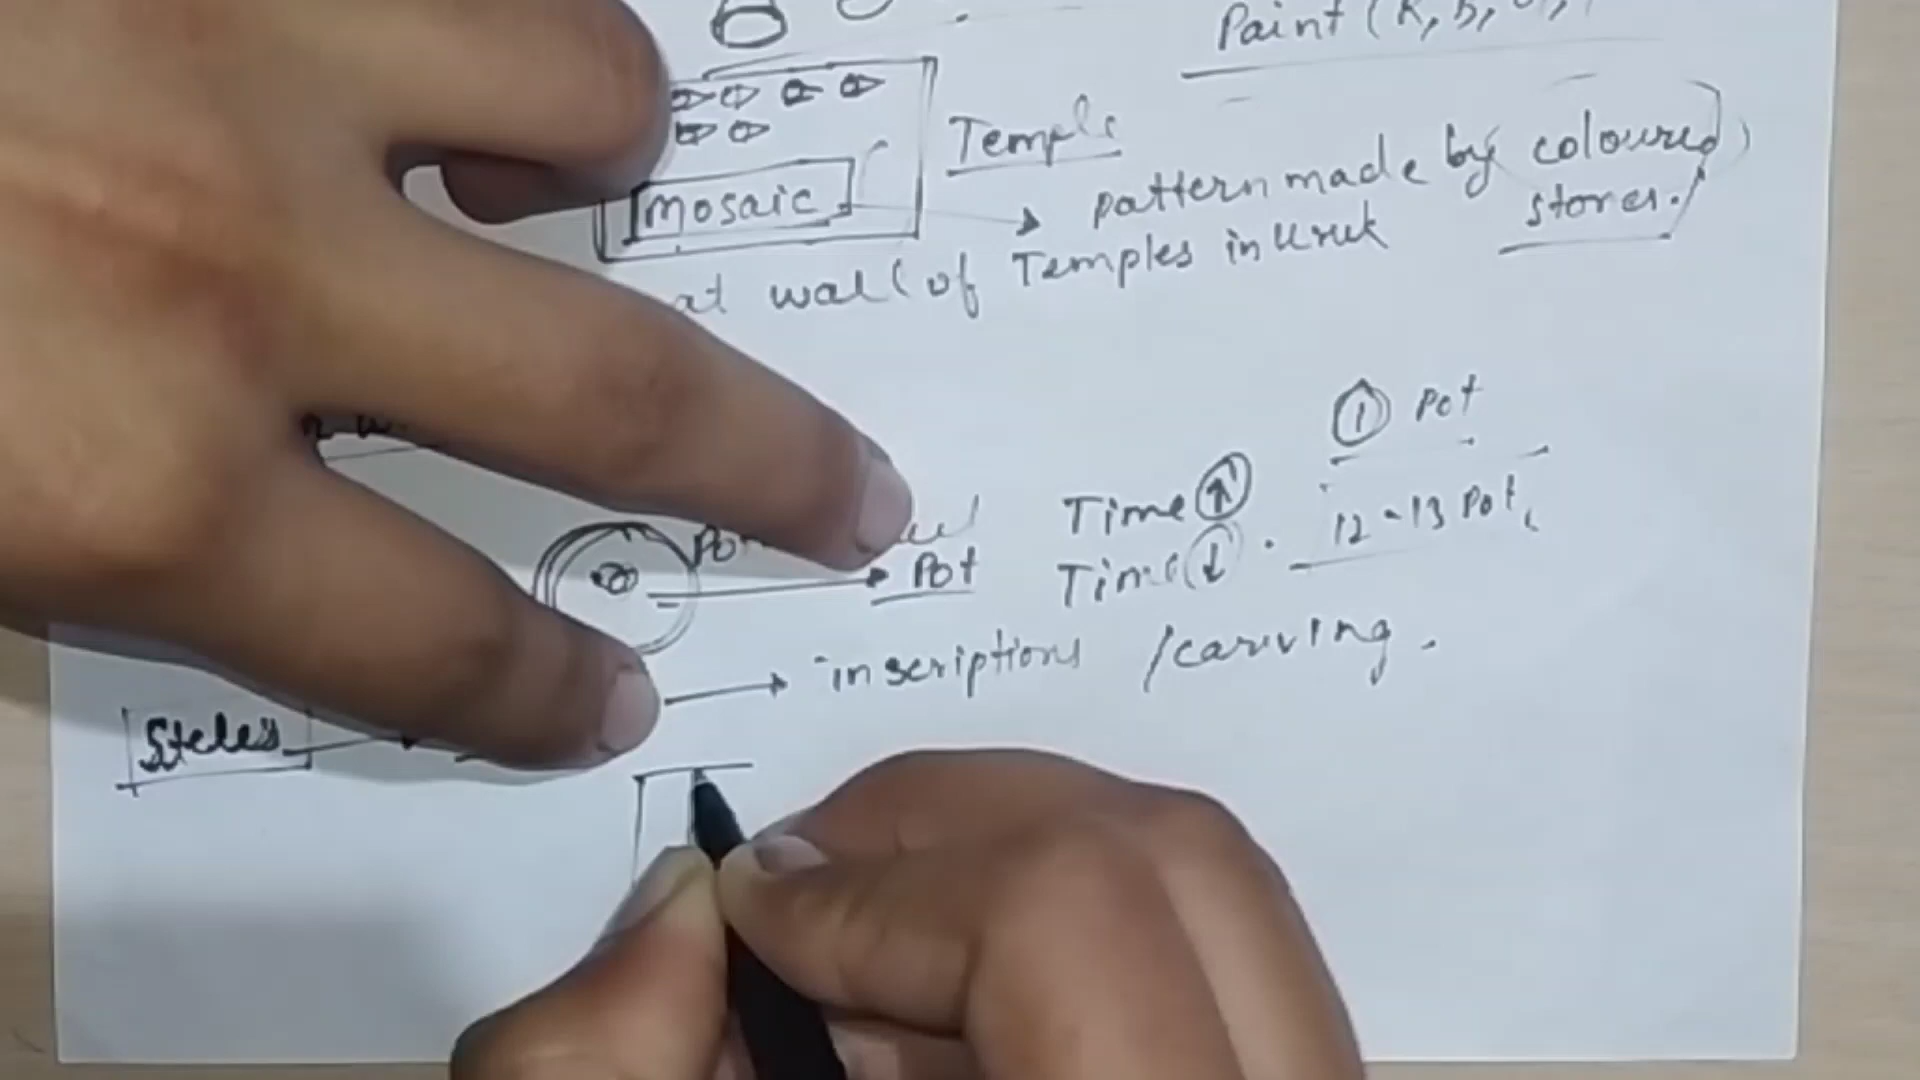 Paint (R, B,
Temple
mosaic
pattern made by coloured
stones.
at wall of Temples in Uruk
① Pot
Time ↑
12-13 Pot
Pot
Time ↓
inscriptions /carving.
Steles